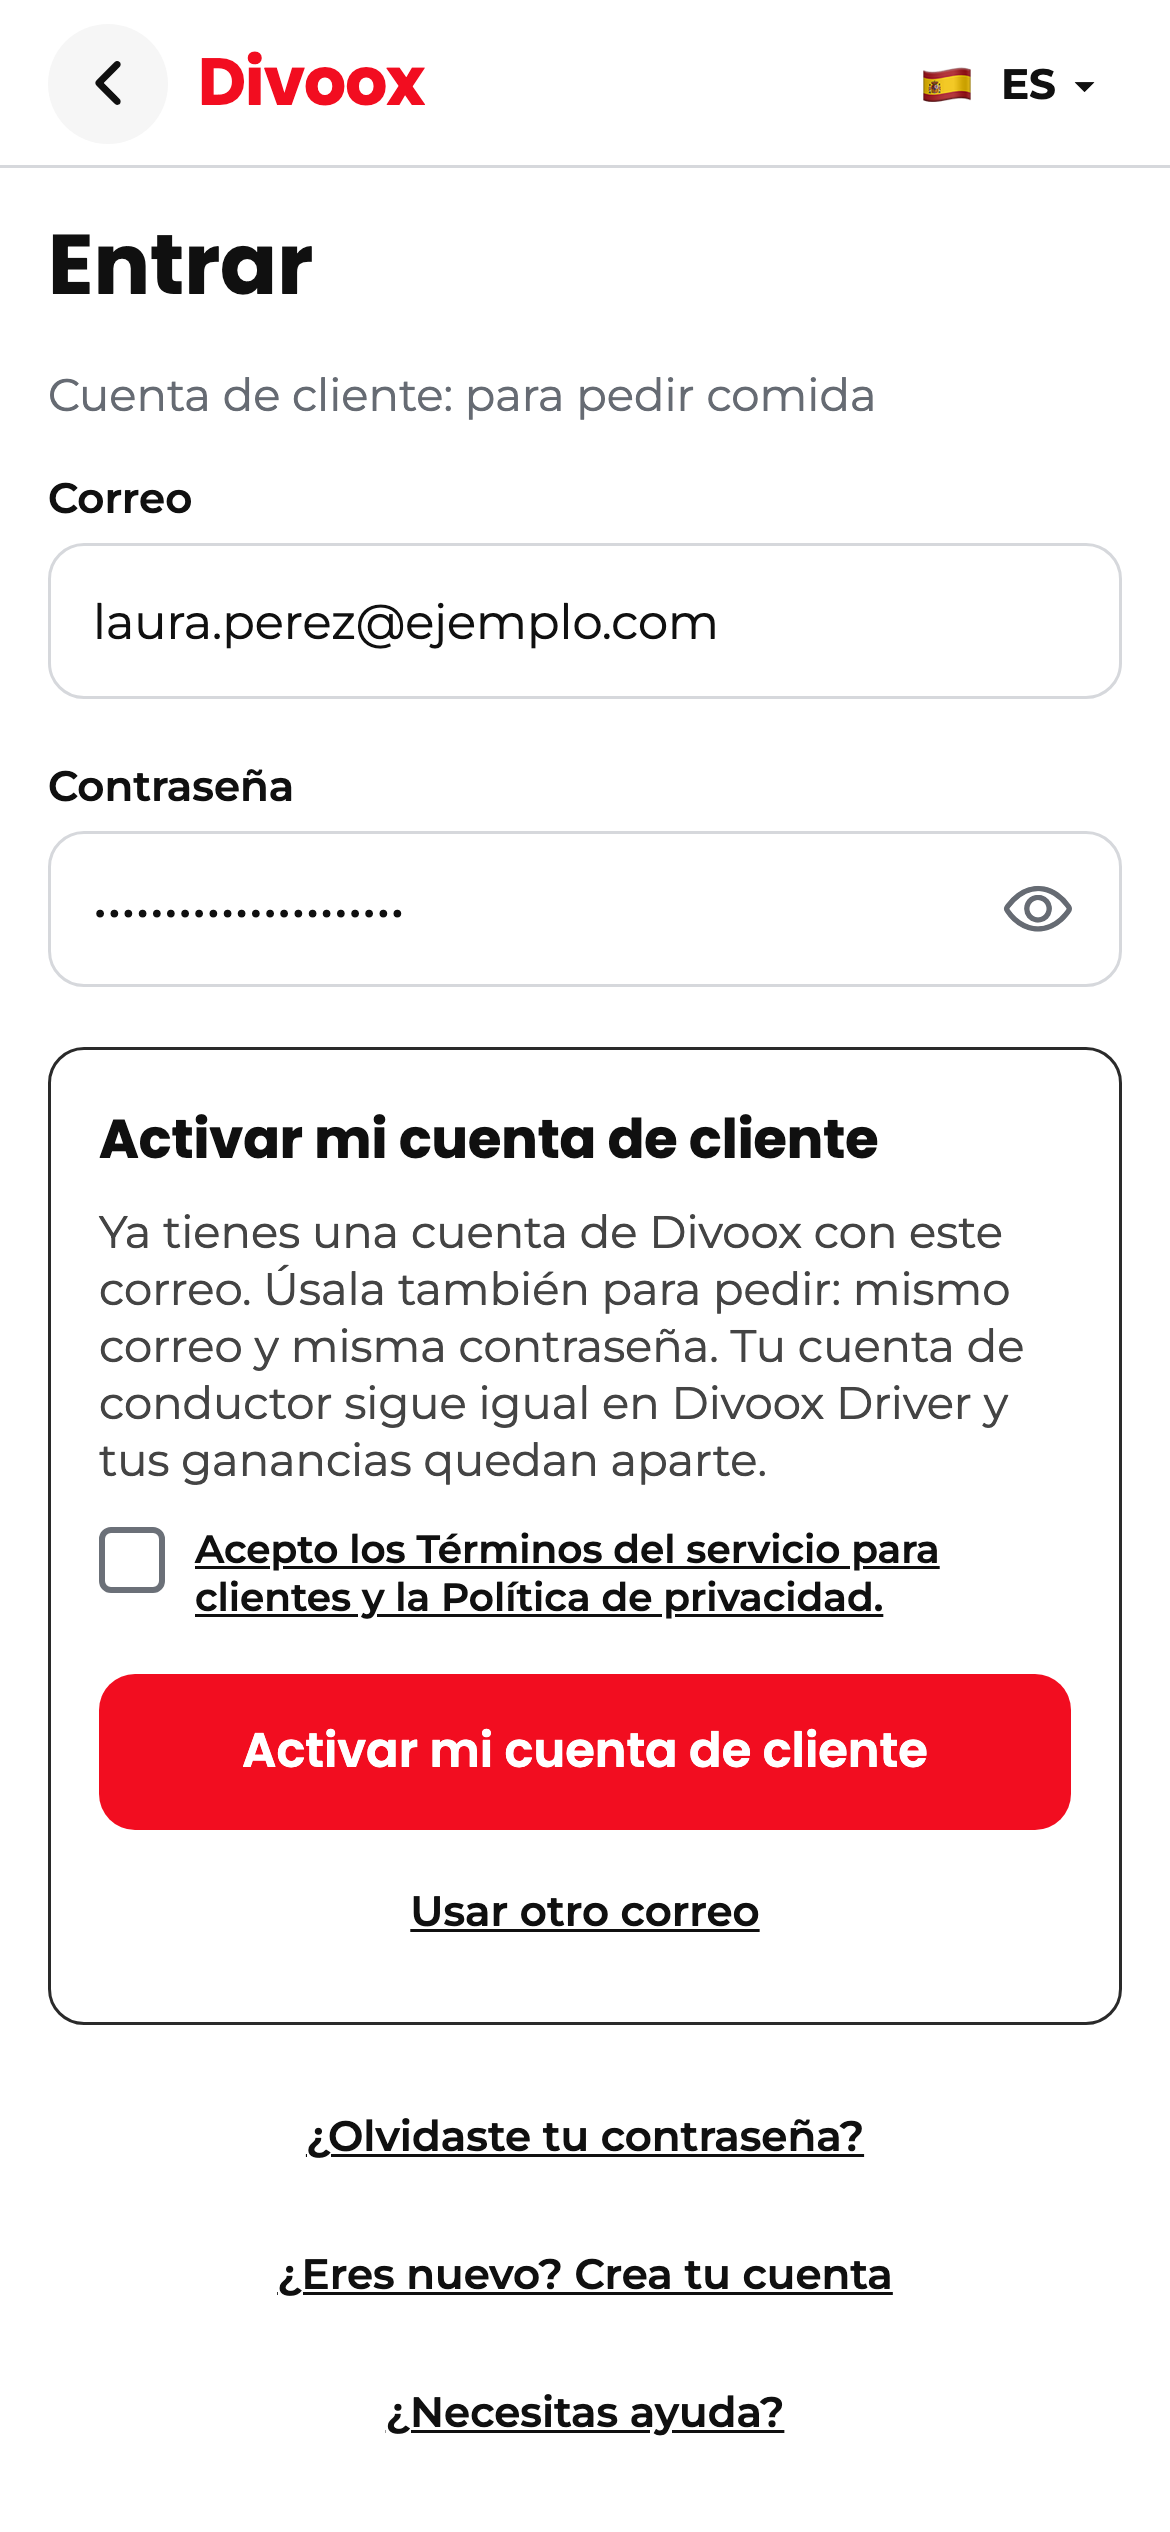 Divoox
ES
Entrar
Cuenta de cliente: para pedir comida
Correo
laura.perez@ejemplo.com
Contraseña
Activar mi cuenta de cliente
Ya tienes una cuenta de Divoox con este
correo. Úsala también para pedir: mismo
correo y misma contraseña. Tu cuenta de
conductor sigue igual en Divoox Driver y
tus ganancias quedan aparte.
Acepto los Términos del servicio para
clientes y la Política de privacidad.
Activar mi cuenta de cliente
Usar otro correo
¿Olvidaste tu contraseña?
¿Eres nuevo? Crea tu cuenta
¿Necesitas ayuda?